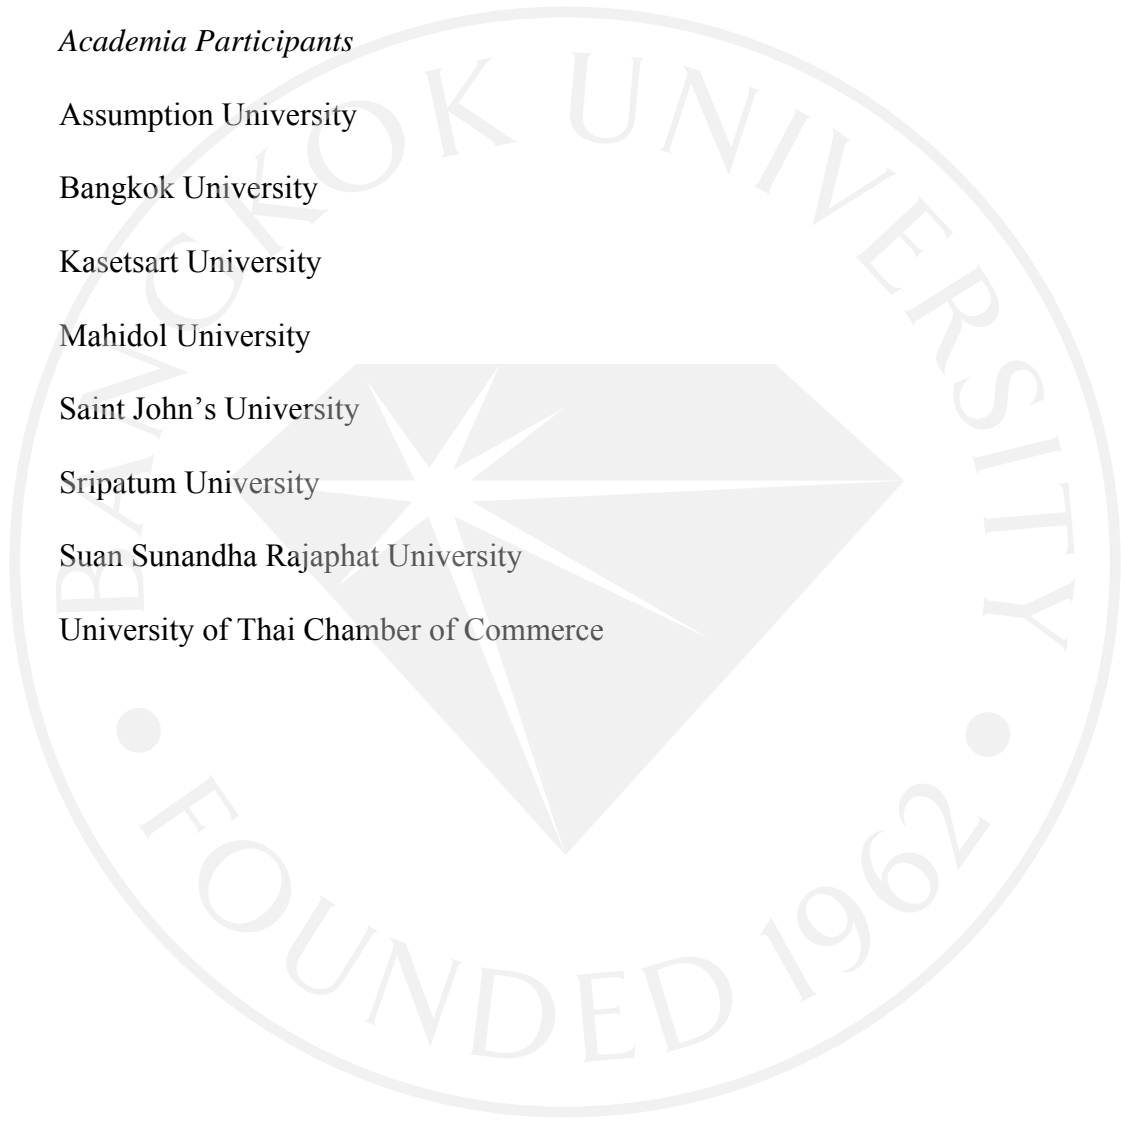 Academia Participants
Assumption University
Bangkok University
Kasetsart University
Mahidol University
Saint John’s University
Sripatum University
Suan Sunandha Rajaphat University
University of Thai Chamber of Commerce
BANGKOK UNIVERSITY
• FOUNDED 1962 •